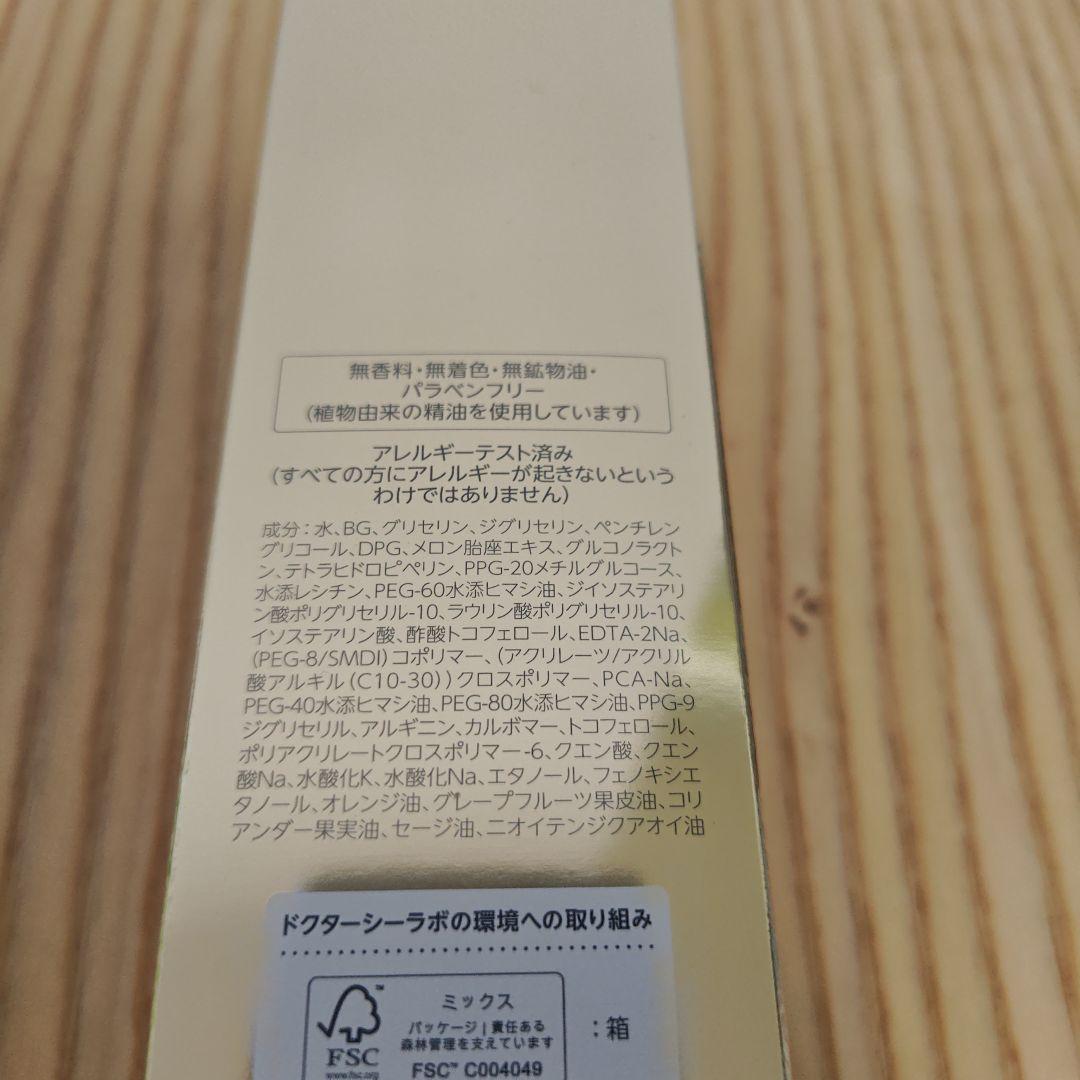 無香料・無着色・無鉱物油・
パラベンフリー
(植物由来の精油を使用しています)
アレルギーテスト済み
(すべての方にアレルギーが起きないという
わけではありません)
成分：水、BG、グリセリン、ジグリセリン、ペンチレン
グリコール、DPG、メロン胎座エキス、グルコノラクト
ン、テトラヒドロピペリン、PPG-20メチルグルコース、
水添レシチン、PEG-60水添ヒマシ油、ジイソステアリ
ン酸ポリグリセリル-10、ラウリン酸ポリグリセリル-10、
イソステアリン酸、酢酸トコフェロール、EDTA-2Na、
(PEG-8/SMDI)コポリマー、(アクリレーツ/アクリル
酸アルキル(C10-30))クロスポリマー、PCA-Na、
PEG-40水添ヒマシ油、PEG-80水添ヒマシ油、PPG-9
ジグリセリル、アルギニン、カルボマー、トコフェロール、
ポリアクリレートクロスポリマー-6、クエン酸、クエン
酸Na、水酸化K、水酸化Na、エタノール、フェノキシエ
タノール、オレンジ油、グレープフルーツ果皮油、コリ
アンダー果実油、セージ油、ニオイテンジクアオイ油
ドクターシーラボの環境への取り組み
ミックス
パッケージ|責任ある
森林管理を支えています
FSC™ C004049
FSC
www.fsc.org
：箱